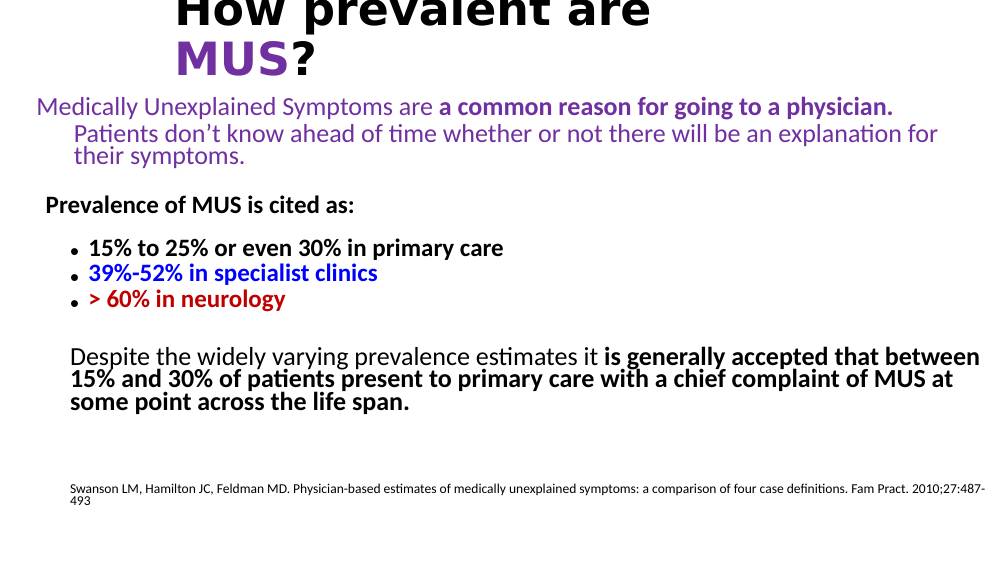 How prevalent are
MUS?
Medically Unexplained Symptoms are a common reason for going to a physician.
Patients don’t know ahead of time whether or not there will be an explanation for
their symptoms.
Prevalence of MUS is cited as:
● 15% to 25% or even 30% in primary care
● 39%-52% in specialist clinics
● > 60% in neurology
Despite the widely varying prevalence estimates it is generally accepted that between
15% and 30% of patients present to primary care with a chief complaint of MUS at
some point across the life span.
Swanson LM, Hamilton JC, Feldman MD. Physician-based estimates of medically unexplained symptoms: a comparison of four case definitions. Fam Pract. 2010;27:487-
493